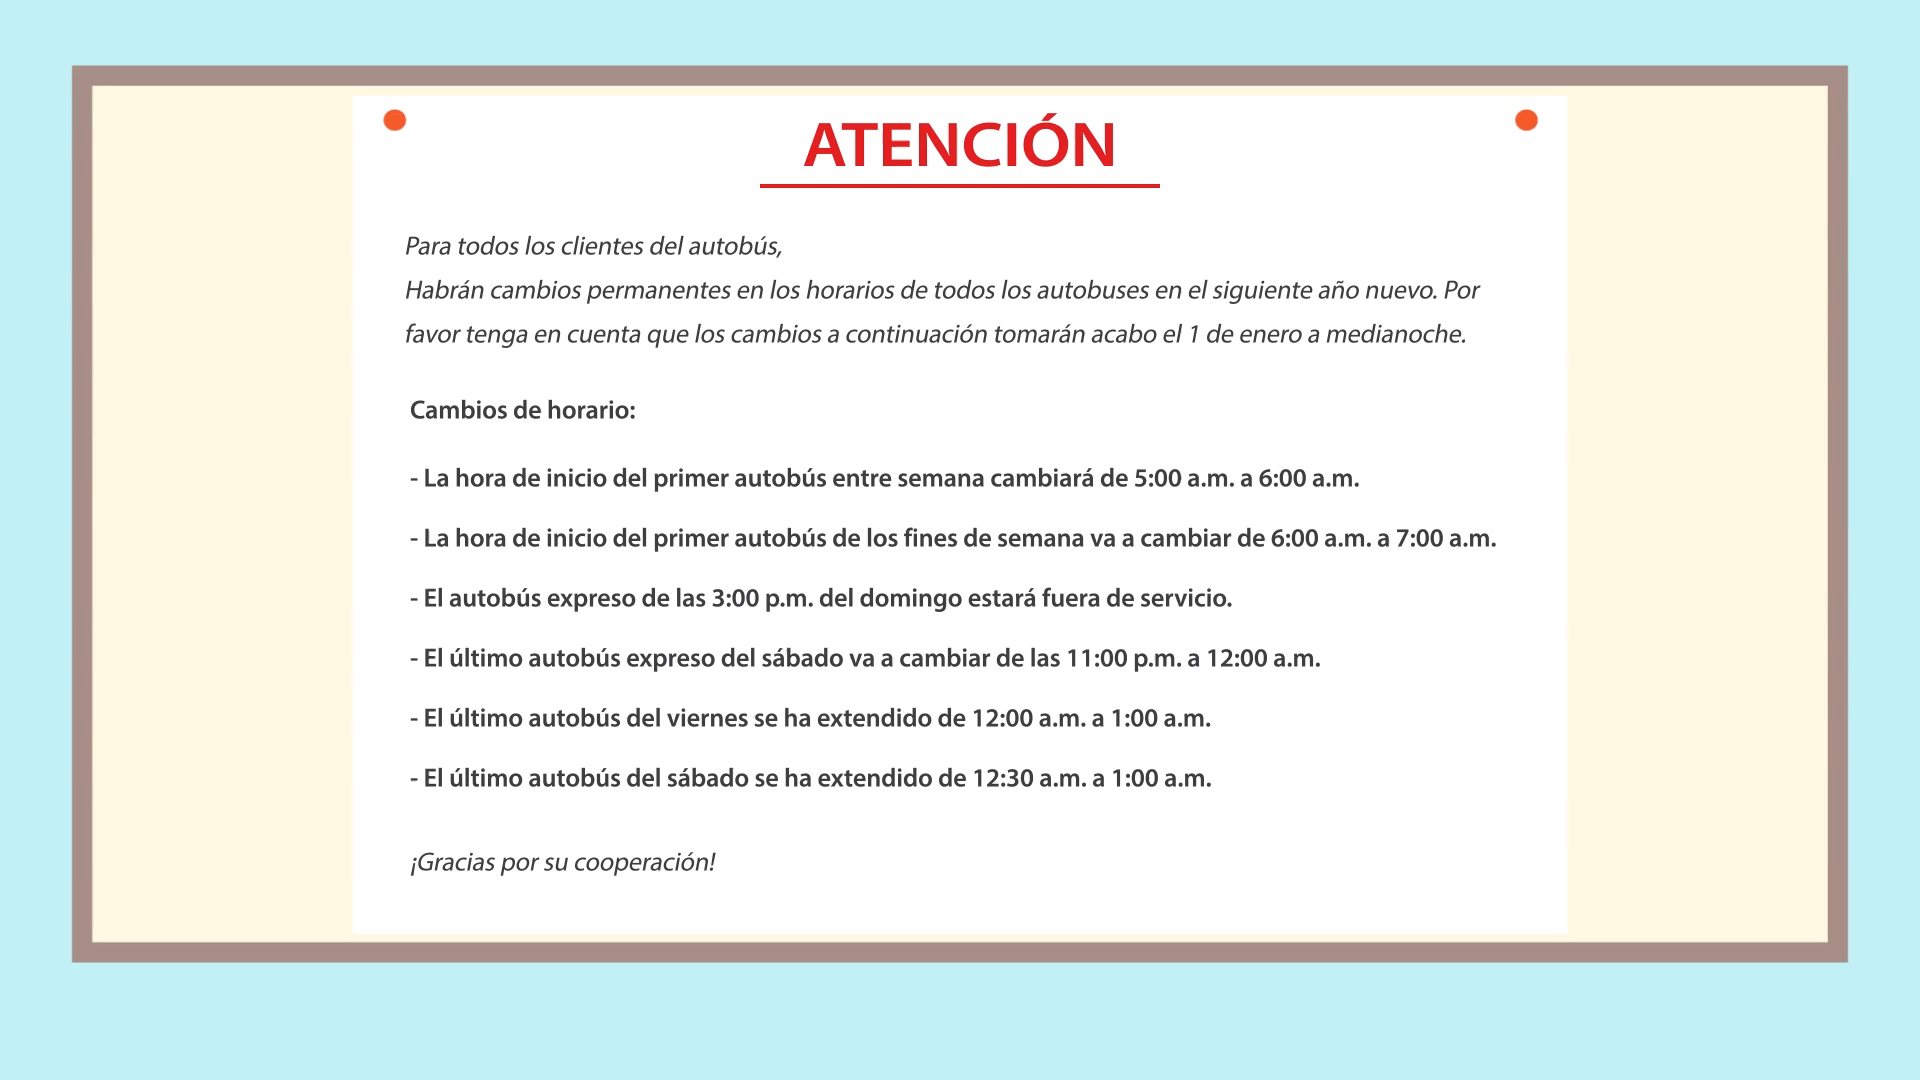 ATENCIÓN
Para todos los clientes del autobús,
Habrán cambios permanentes en los horarios de todos los autobuses en el siguiente año nuevo. Por
favor tenga en cuenta que los cambios a continuación tomarán acabo el 1 de enero a medianoche.
Cambios de horario:
- La hora de inicio del primer autobús entre semana cambiará de 5:00 a.m. a 6:00 a.m.
- La hora de inicio del primer autobús de los fines de semana va a cambiar de 6:00 a.m. a 7:00 a.m.
- El autobús expreso de las 3:00 p.m. del domingo estará fuera de servicio.
- El último autobús expreso del sábado va a cambiar de las 11:00 p.m. a 12:00 a.m.
- El último autobús del viernes se ha extendido de 12:00 a.m. a 1:00 a.m.
- El último autobús del sábado se ha extendido de 12:30 a.m. a 1:00 a.m.
¡Gracias por su cooperación!